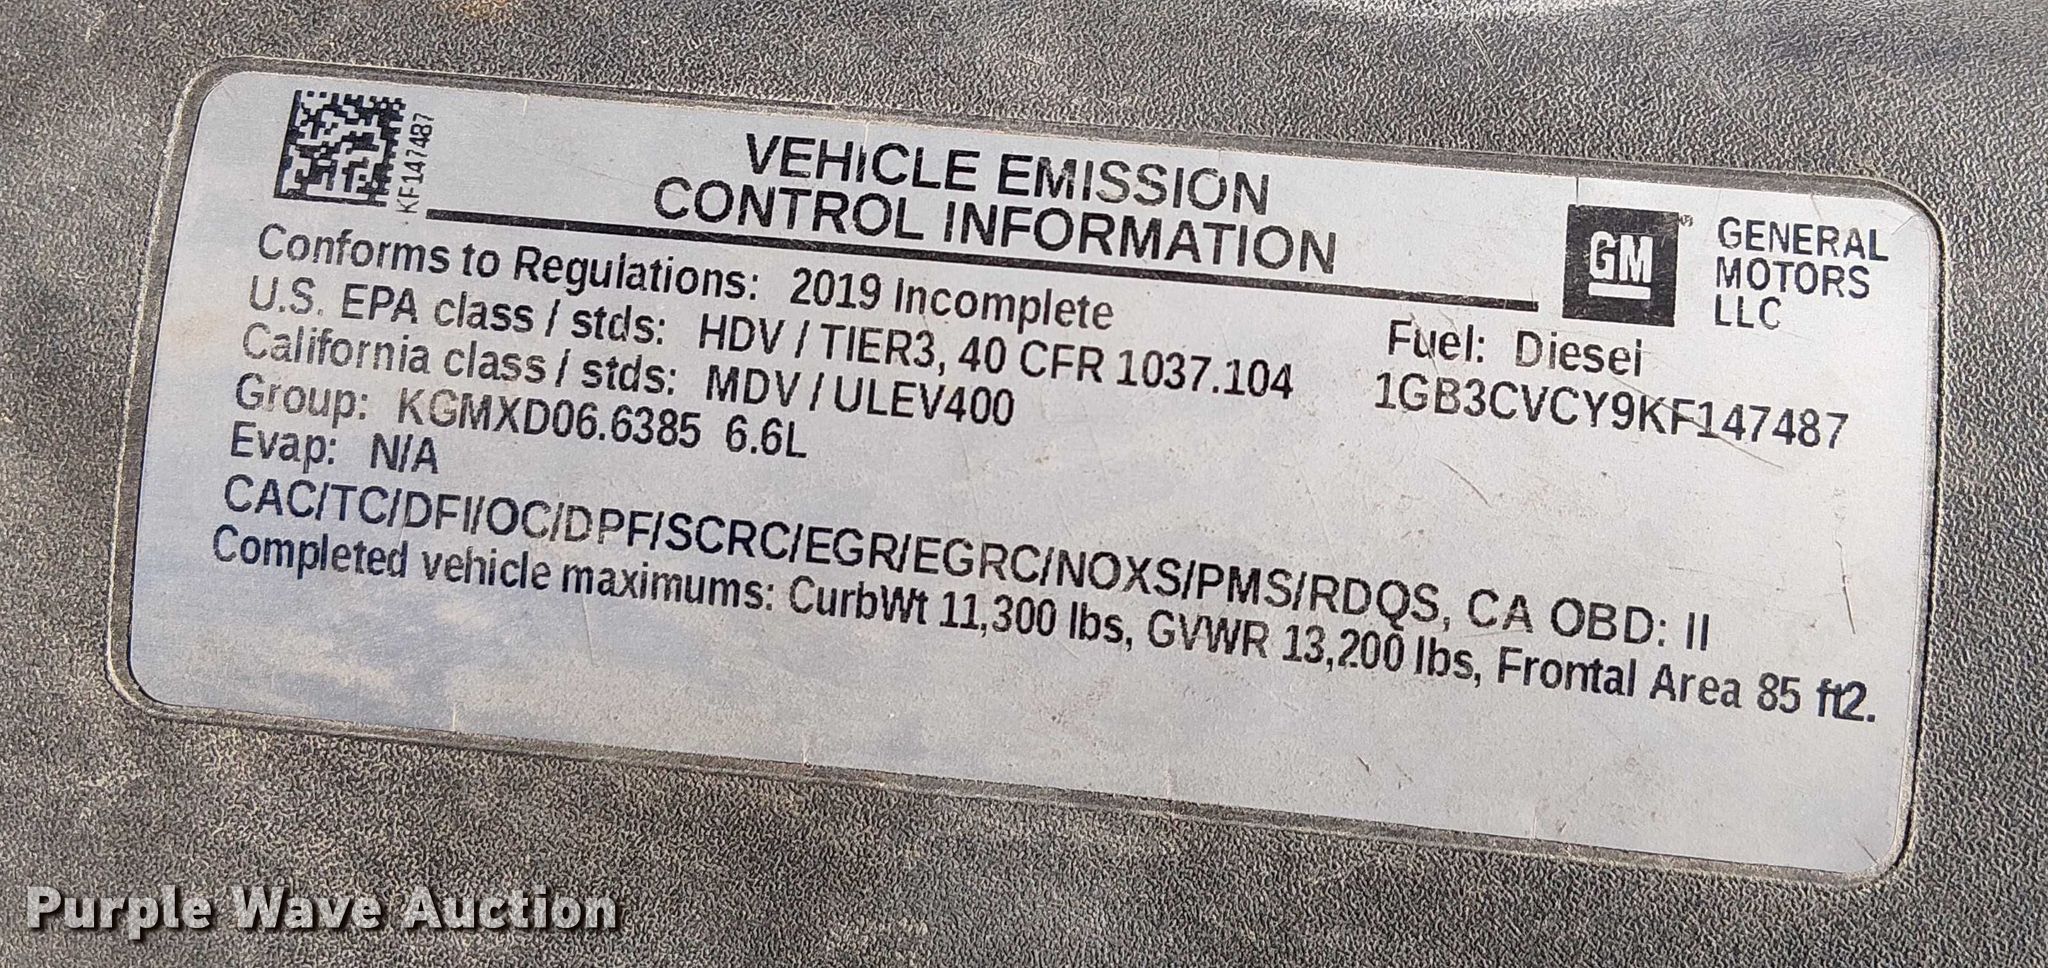 KF147487
VEHICLE EMISSION
CONTROL INFORMATION
GM®
GENERAL
MOTORS
LLC
Conforms to Regulations: 2019 Incomplete
Fuel: Diesel
U.S. EPA class / stds: HDV / TIER3, 40 CFR 1037.104
1GB3CVCY9KF147487
California class / stds: MDV / ULEV400
Group: KGMXD06.6385 6.6L
Evap: N/A
CAC/TC/DFI/OC/DPF/SCRC/EGR/EGRC/NOXS/PMS/RDQS, CA OBD: II
Completed vehicle maximums: CurbWt 11,300 lbs, GVWR 13,200 lbs, Frontal Area 85 ft2.
Purple Wave Auction